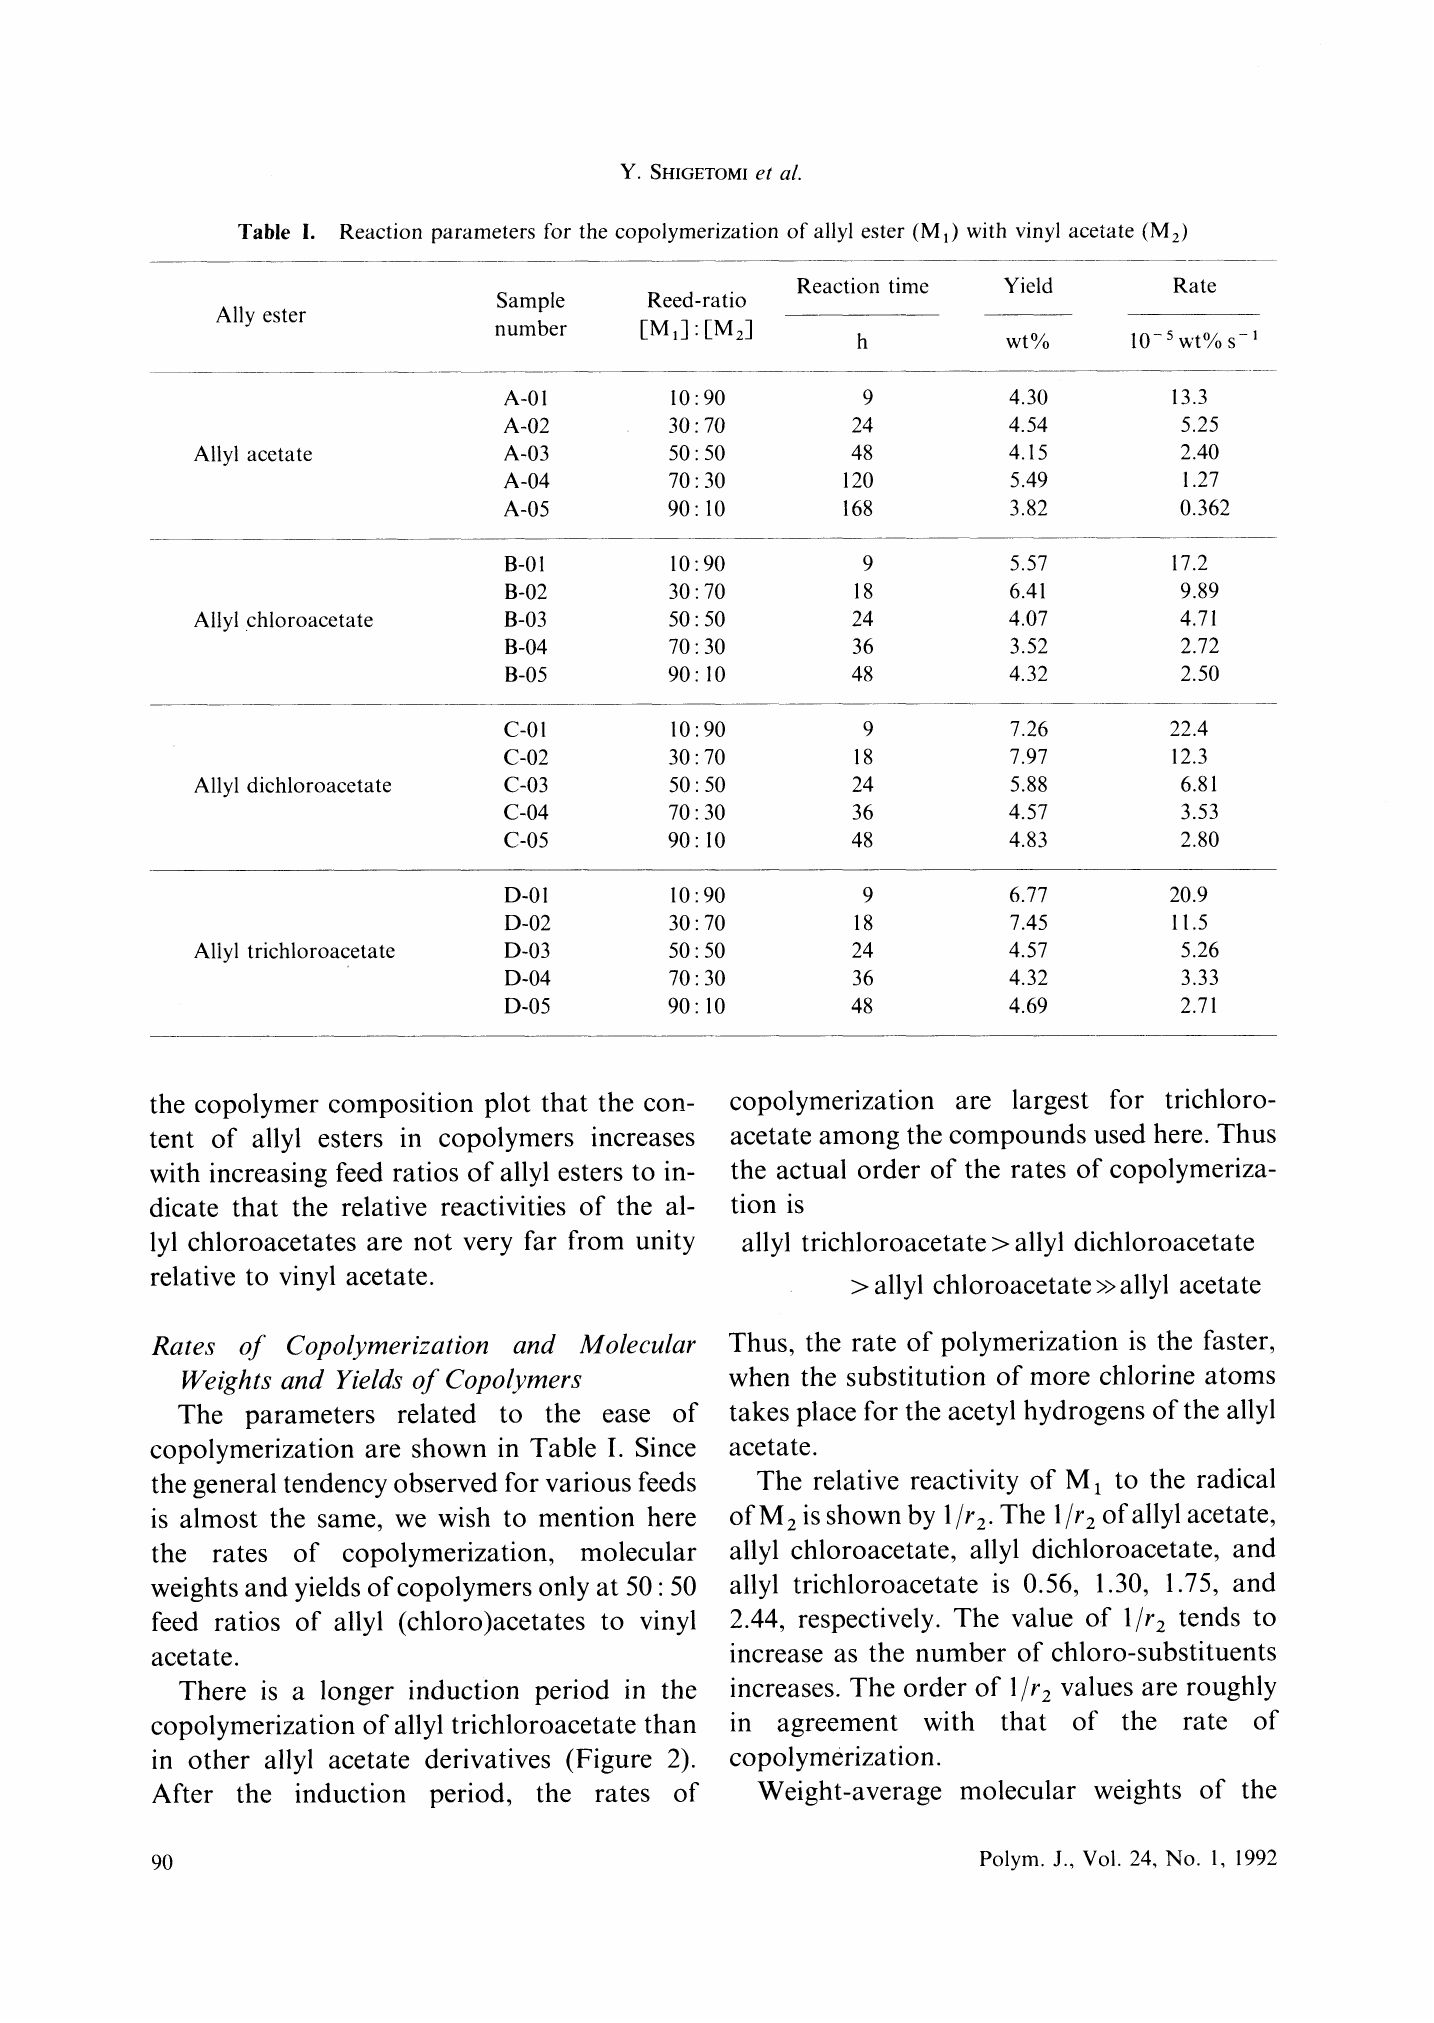 Y. SHIGETOMI et al.
Table I. Reaction parameters for the copolymerization of allyl ester (M₁) with vinyl acetate (M₂)
Ally ester Sample number Reed-ratio [M₁]:[M₂] Reaction time h Yield wt% Rate 10⁻⁵ wt% s⁻¹
A-01 10:90 9 4.30 13.3
A-02 30:70 24 4.54 5.25
Allyl acetate A-03 50:50 48 4.15 2.40
A-04 70:30 120 5.49 1.27
A-05 90:10 168 3.82 0.362
B-01 10:90 9 5.57 17.2
B-02 30:70 18 6.41 9.89
Allyl chloroacetate B-03 50:50 24 4.07 4.71
B-04 70:30 36 3.52 2.72
B-05 90:10 48 4.32 2.50
C-01 10:90 9 7.26 22.4
C-02 30:70 18 7.97 12.3
Allyl dichloroacetate C-03 50:50 24 5.88 6.81
C-04 70:30 36 4.57 3.53
C-05 90:10 48 4.83 2.80
D-01 10:90 9 6.77 20.9
D-02 30:70 18 7.45 11.5
Allyl trichloroacetate D-03 50:50 24 4.57 5.26
D-04 70:30 36 4.32 3.33
D-05 90:10 48 4.69 2.71
the copolymer composition plot that the con-
tent of allyl esters in copolymers increases
with increasing feed ratios of allyl esters to in-
dicate that the relative reactivities of the al-
lyl chloroacetates are not very far from unity
relative to vinyl acetate.
Rates of Copolymerization and Molecular
Weights and Yields of Copolymers
The parameters related to the ease of
copolymerization are shown in Table I. Since
the general tendency observed for various feeds
is almost the same, we wish to mention here
the rates of copolymerization, molecular
weights and yields of copolymers only at 50:50
feed ratios of allyl (chloro)acetates to vinyl
acetate.
There is a longer induction period in the
copolymerization of allyl trichloroacetate than
in other allyl acetate derivatives (Figure 2).
After the induction period, the rates of
copolymerization are largest for trichloro-
acetate among the compounds used here. Thus
the actual order of the rates of copolymeriza-
tion is
allyl trichloroacetate > allyl dichloroacetate
> allyl chloroacetate ≫ allyl acetate
Thus, the rate of polymerization is the faster,
when the substitution of more chlorine atoms
takes place for the acetyl hydrogens of the allyl
acetate.
The relative reactivity of M₁ to the radical
of M₂ is shown by 1/r₂. The 1/r₂ of allyl acetate,
allyl chloroacetate, allyl dichloroacetate, and
allyl trichloroacetate is 0.56, 1.30, 1.75, and
2.44, respectively. The value of 1/r₂ tends to
increase as the number of chloro-substituents
increases. The order of 1/r₂ values are roughly
in agreement with that of the rate of
copolymerization.
Weight-average molecular weights of the
90
Polym. J., Vol. 24, No. 1, 1992